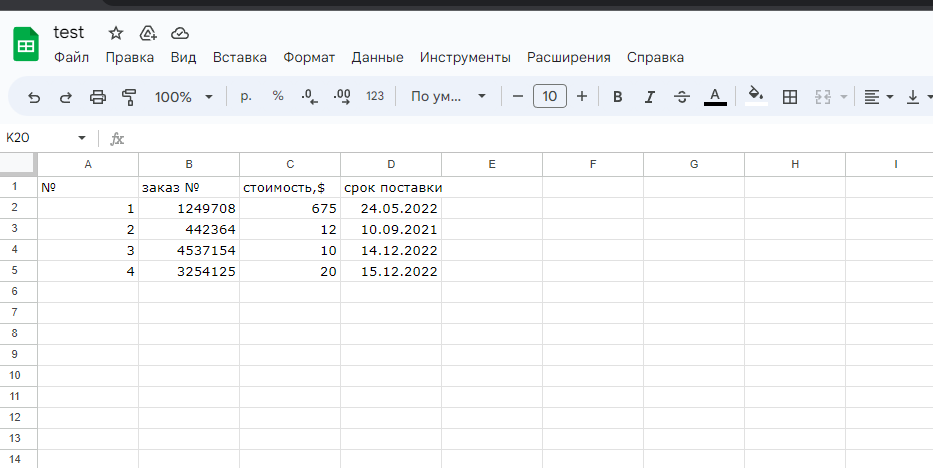 test
Файл Правка Вид Вставка Формат Данные Инструменты Расширения Справка
100% р. % .0 .00 123 По ум... 10 B I S A
K20 fx
A B C D E F G H I
1 № заказ № стоимость,$ срок поставки
2 1 1249708 675 24.05.2022
3 2 442364 12 10.09.2021
4 3 4537154 10 14.12.2022
5 4 3254125 20 15.12.2022
6
7
8
9
10
11
12
13
14